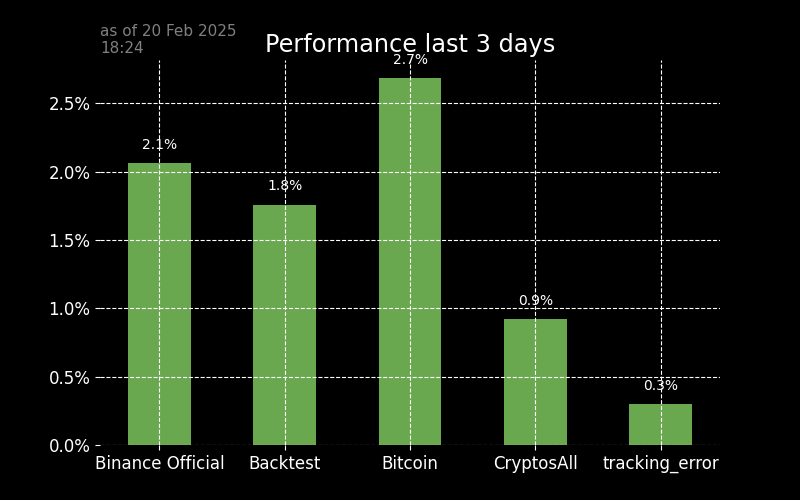 as of 20 Feb 2025
18:24
Performance last 3 days
2.7%
2.5%
2.1%
2.0%
1.8%
1.5%
1.0%
0.9%
0.5%
0.3%
0.0%
Binance Official
Backtest
Bitcoin
CryptosAll
tracking_error